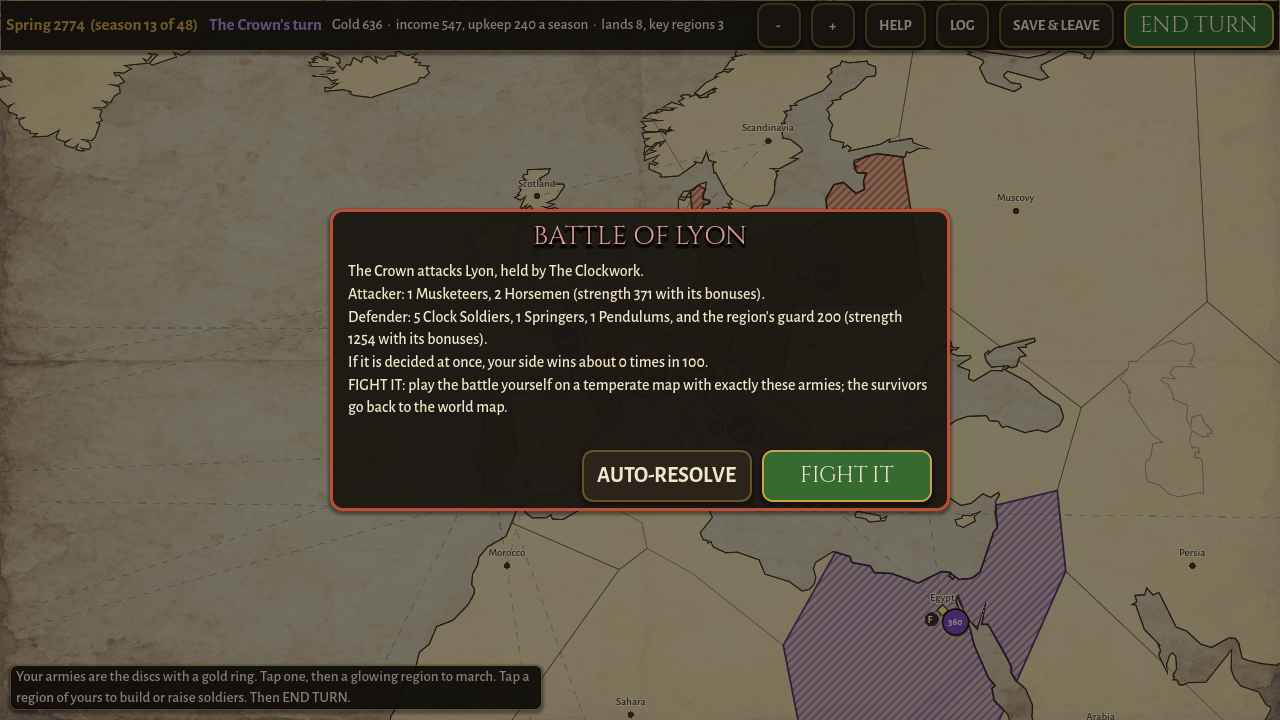 Spring 2774 (season 13 of 48) The Crown's turn Gold 636 · income 547, upkeep 240 a season · lands 8, key regions 3
- + HELP LOG SAVE & LEAVE END TURN
Scandinavia
Scotland
Muscovy
BATTLE OF LYON
The Crown attacks Lyon, held by The Clockwork.
Attacker: 1 Musketeers, 2 Horsemen (strength 371 with its bonuses).
Defender: 5 Clock Soldiers, 1 Springers, 1 Pendulums, and the region's guard 200 (strength
1254 with its bonuses).
If it is decided at once, your side wins about 0 times in 100.
FIGHT IT: play the battle yourself on a temperate map with exactly these armies; the survivors
go back to the world map.
AUTO-RESOLVE FIGHT IT
Morocco
Persia
Egypt
F 360
Your armies are the discs with a gold ring. Tap one, then a glowing region to march. Tap a
region of yours to build or raise soldiers. Then END TURN.
Sahara
Arabia